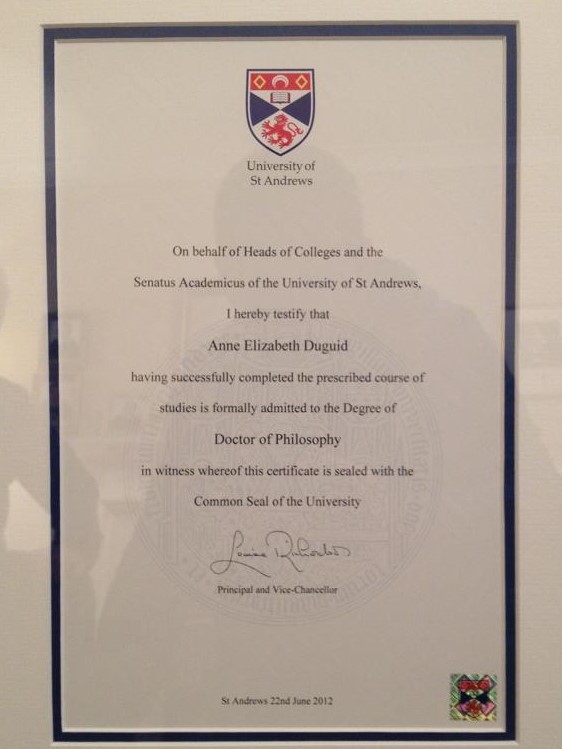 University of
St Andrews
On behalf of Heads of Colleges and the
Senatus Academicus of the University of St Andrews,
I hereby testify that
Anne Elizabeth Duguid
having successfully completed the prescribed course of
studies is formally admitted to the Degree of
Doctor of Philosophy
in witness whereof this certificate is sealed with the
Common Seal of the University
Louise Richardson
Principal and Vice-Chancellor
St Andrews 22nd June 2012